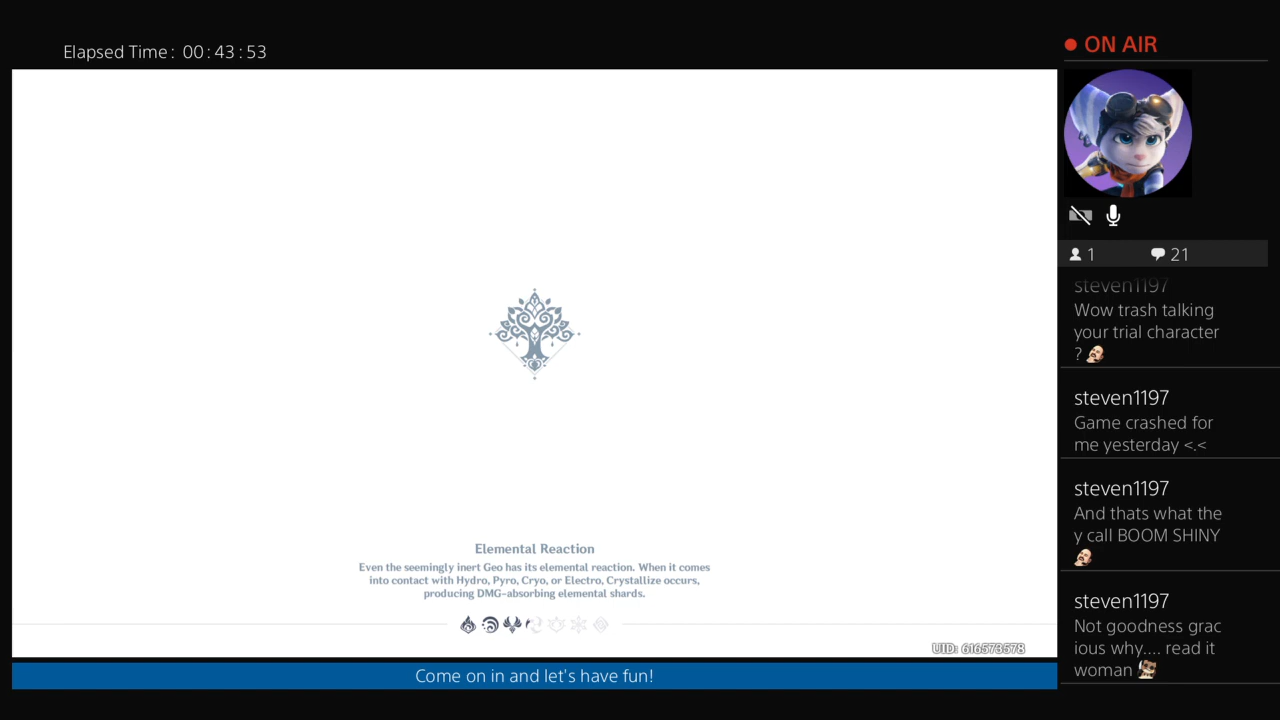 Elapsed Time: 00:43:53
ON AIR
1
21
steven1197
Wow trash talking
your trial character
?
steven1197
Game crashed for
me yesterday <.<
steven1197
And thats what the
y call BOOM SHINY
steven1197
Not goodness grac
ious why.... read it
woman
Elemental Reaction
Even the seemingly inert Geo has its elemental reaction. When it comes
into contact with Hydro, Pyro, Cryo, or Electro, Crystallize occurs,
producing DMG-absorbing elemental shards.
UID: 616573578
Come on in and let's have fun!